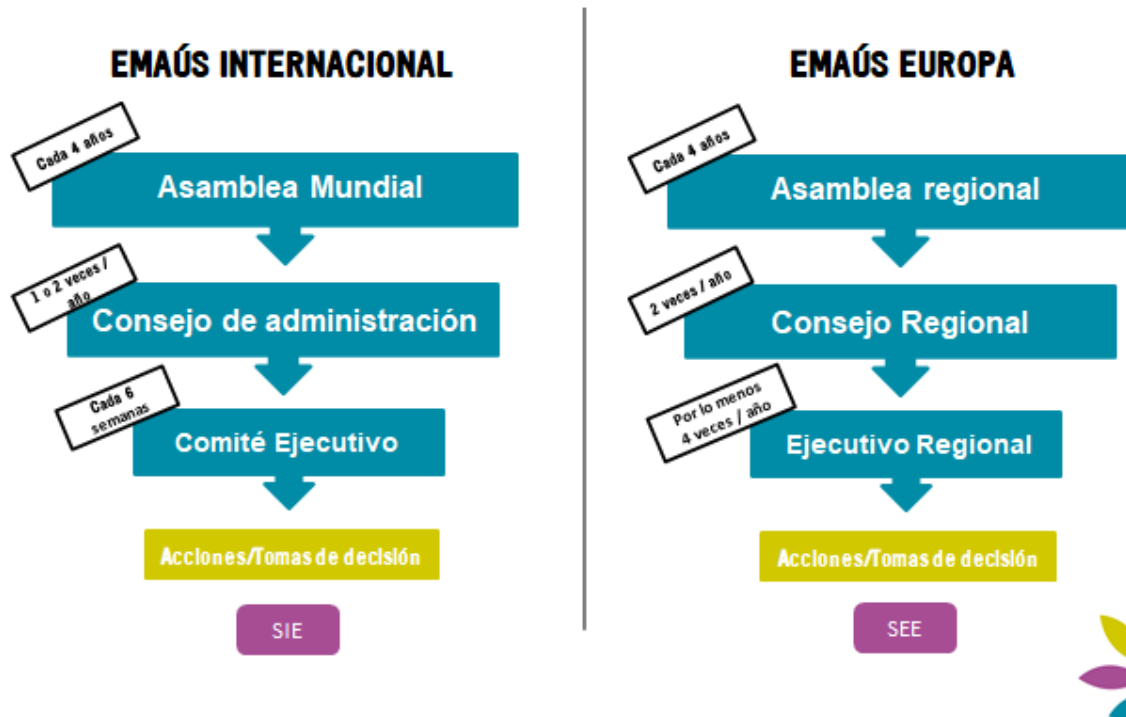 EMAÚS INTERNACIONAL
Cada 4 años
Asamblea Mundial
1 o 2 veces /
año
Consejo de administración
Cada 6
semanas
Comité Ejecutivo
Acciones/Tomas de decisión
SIE
EMAÚS EUROPA
Cada 4 años
Asamblea regional
2 veces / año
Consejo Regional
Por lo menos
4 veces / año
Ejecutivo Regional
Acciones/Tomas de decisión
SEE